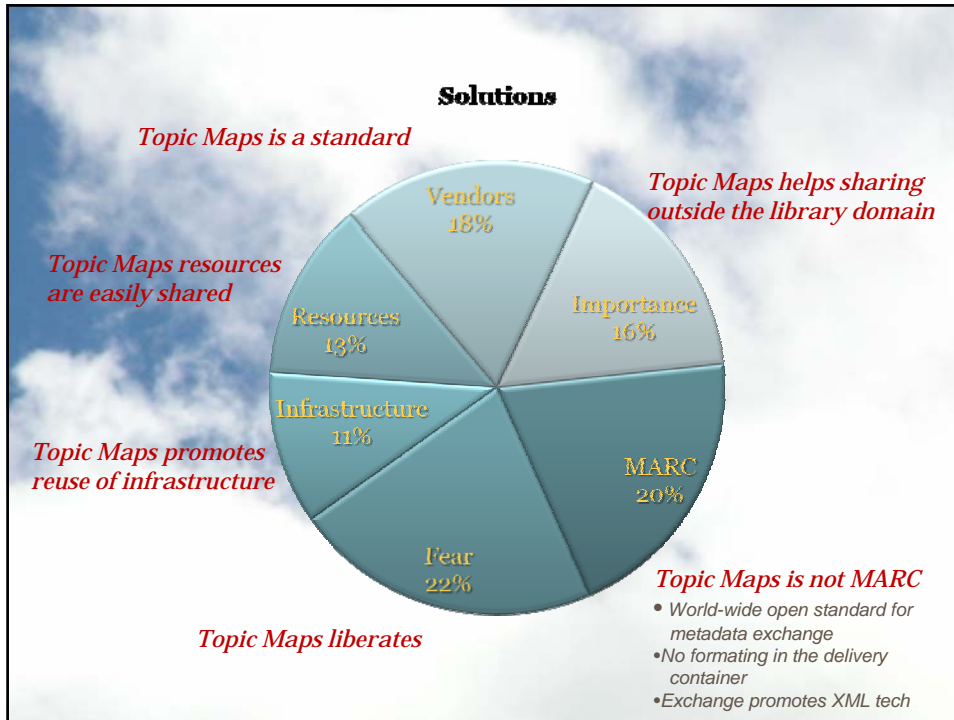 Solutions
Topic Maps is a standard
Vendors
18%
Topic Maps helps sharing
outside the library domain
Topic Maps resources
are easily shared
Resources
13%
Importance
16%
Infrastructure
11%
Topic Maps promotes
reuse of infrastructure
MARC
20%
Fear
22%
Topic Maps liberates
Topic Maps is not MARC
• World-wide open standard for
metadata exchange
•No formating in the delivery
container
•Exchange promotes XML tech